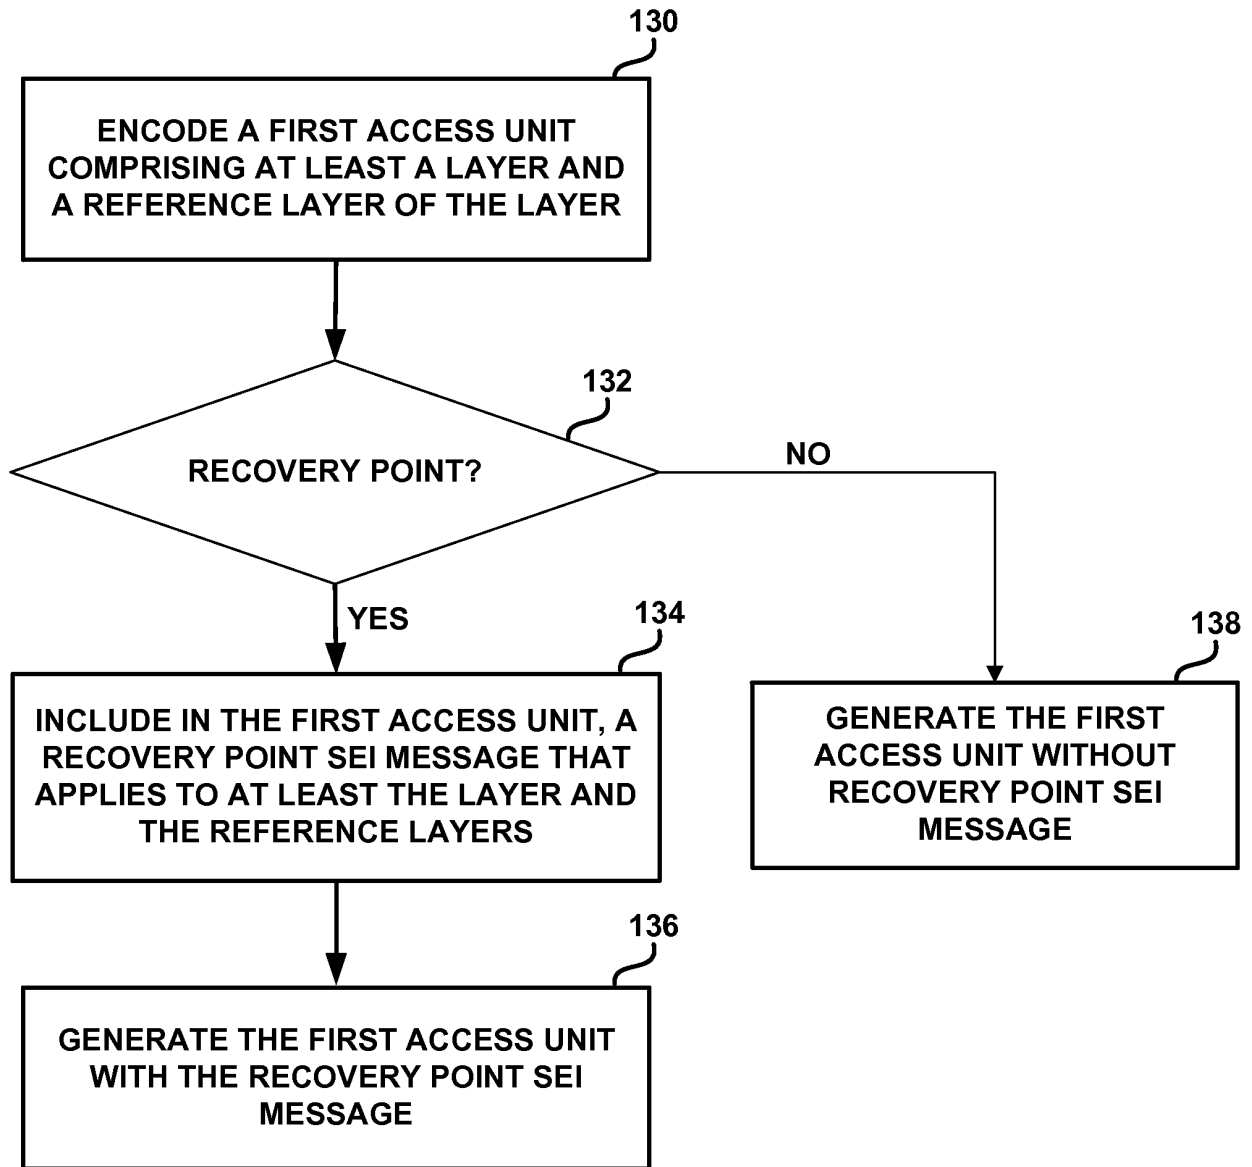 130
ENCODE A FIRST ACCESS UNIT
COMPRISING AT LEAST A LAYER AND
A REFERENCE LAYER OF THE LAYER
132
RECOVERY POINT?
NO
YES
134
INCLUDE IN THE FIRST ACCESS UNIT, A
RECOVERY POINT SEI MESSAGE THAT
APPLIES TO AT LEAST THE LAYER AND
THE REFERENCE LAYERS
138
GENERATE THE FIRST
ACCESS UNIT WITHOUT
RECOVERY POINT SEI
MESSAGE
136
GENERATE THE FIRST ACCESS UNIT
WITH THE RECOVERY POINT SEI
MESSAGE